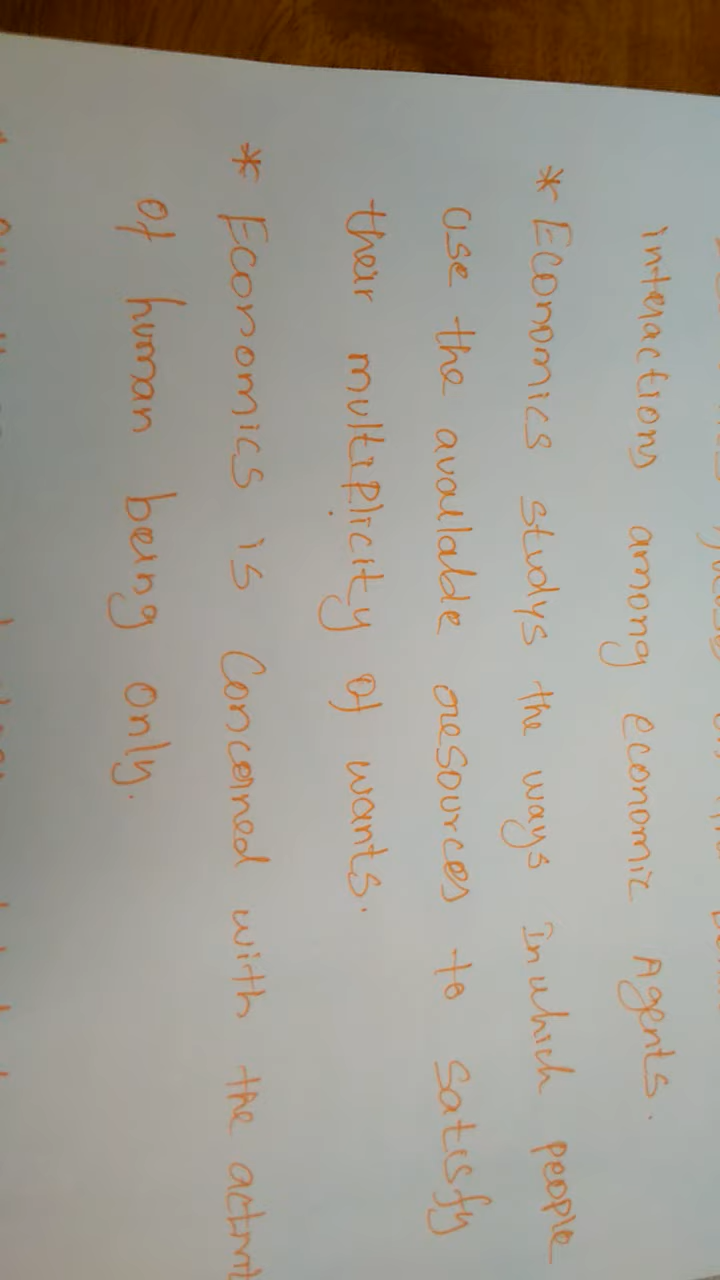 interactions among economic Agents.
* Economics studys the ways in which people
use the available resources to satisfy
their multiplicity of wants.
* Economics is Concerned with the
of human being only.